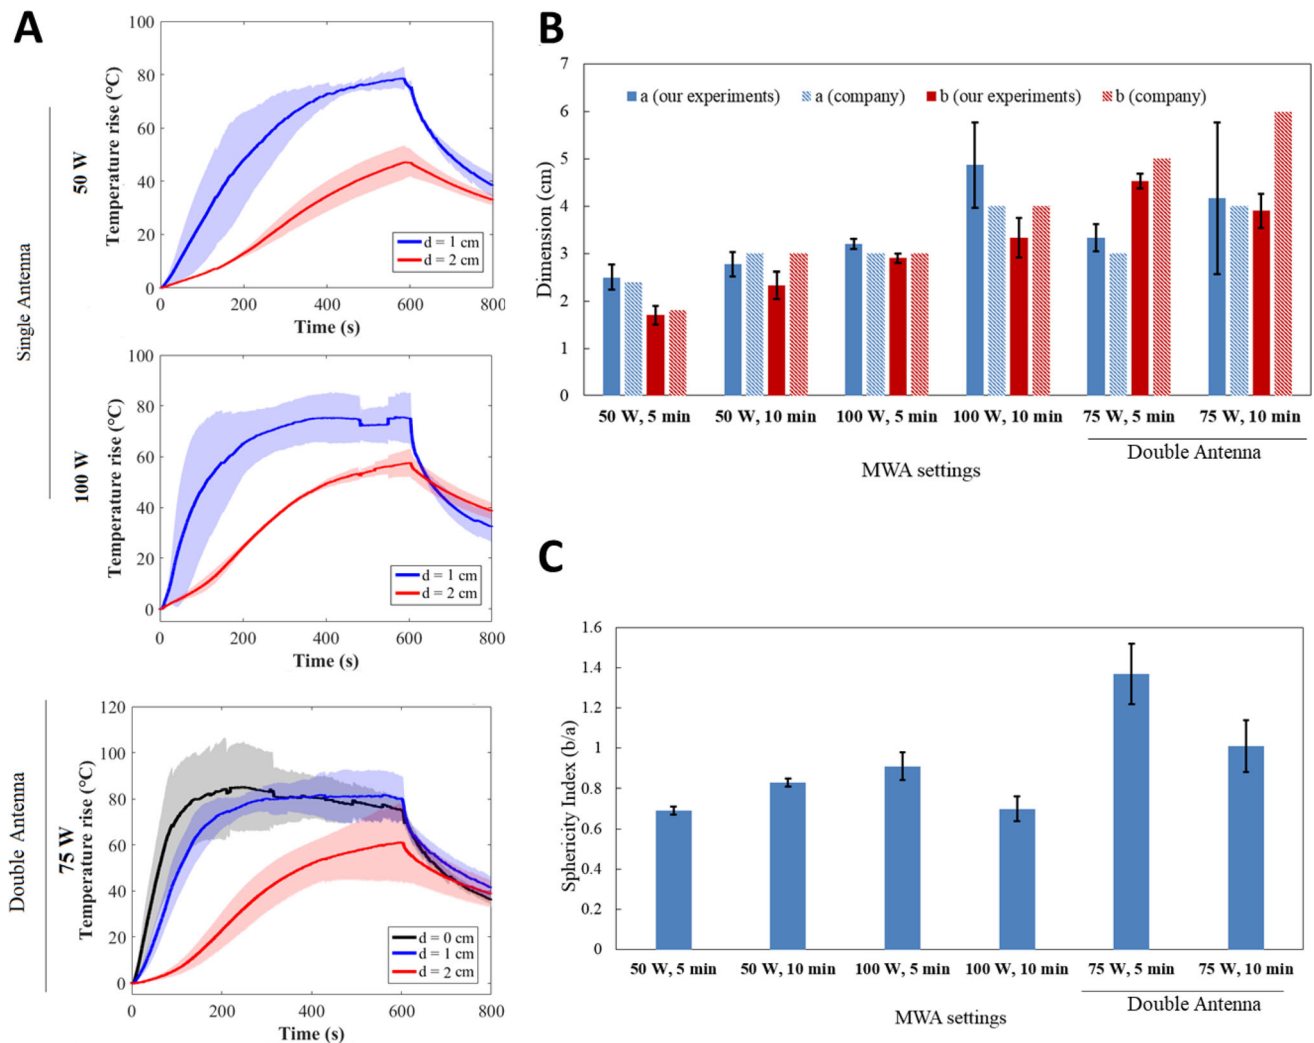 A
Single Antenna
50 W
Temperature rise (°C)
100
80
60
40
20
0
d = 1 cm
d = 2 cm
0 200 400 600 800
Time (s)
100 W
Temperature rise (°C)
100
80
60
40
20
0
d = 1 cm
d = 2 cm
0 200 400 600 800
Time (s)
Double Antenna
75 W
Temperature rise (°C)
120
100
80
60
40
20
0
d = 0 cm
d = 1 cm
d = 2 cm
0 200 400 600 800
Time (s)
B
Dimension (cm)
7
6
5
4
3
2
1
0
a (our experiments) a (company) b (our experiments) b (company)
50 W, 5 min 50 W, 10 min 100 W, 5 min 100 W, 10 min 75 W, 5 min 75 W, 10 min
Double Antenna
MWA settings
C
Sphericity Index (b/a)
1.6
1.4
1.2
1
0.8
0.6
0.4
0.2
0
50 W, 5 min 50 W, 10 min 100 W, 5 min 100 W, 10 min 75 W, 5 min 75 W, 10 min
Double Antenna
MWA settings